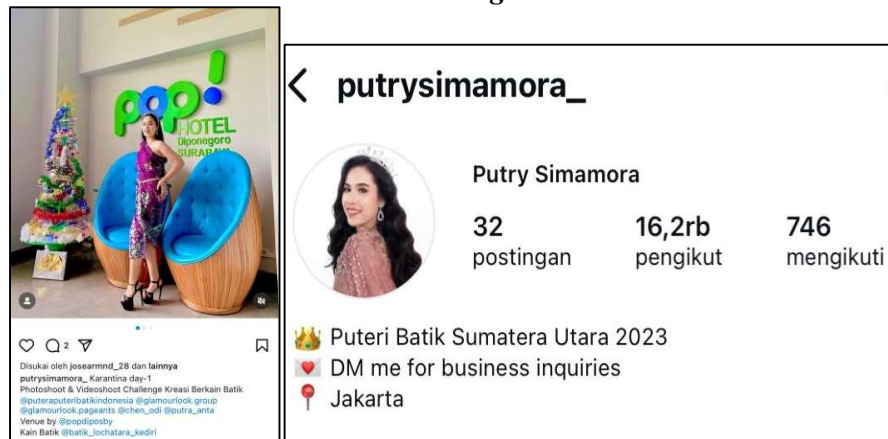 pop!
HOTEL
Diponegoro
SURABAYA
2
Disukai oleh josearmnd_28 dan lainnya
putrysimamora_ Karantina day-1
Photoshoot & Videoshoot Challenge Kreasi Berkain Batik
@puteraputeribatikindonesia @glamourlook.group
@glamourlook.pageants @chen_odi @putra_anta
Venue by @popdiposby
Kain Batik @batik_lochatara_kediri
putrysimamora_
Putry Simamora
32 16,2rb 746
postingan pengikut mengikuti
Puteri Batik Sumatera Utara 2023
DM me for business inquiries
Jakarta